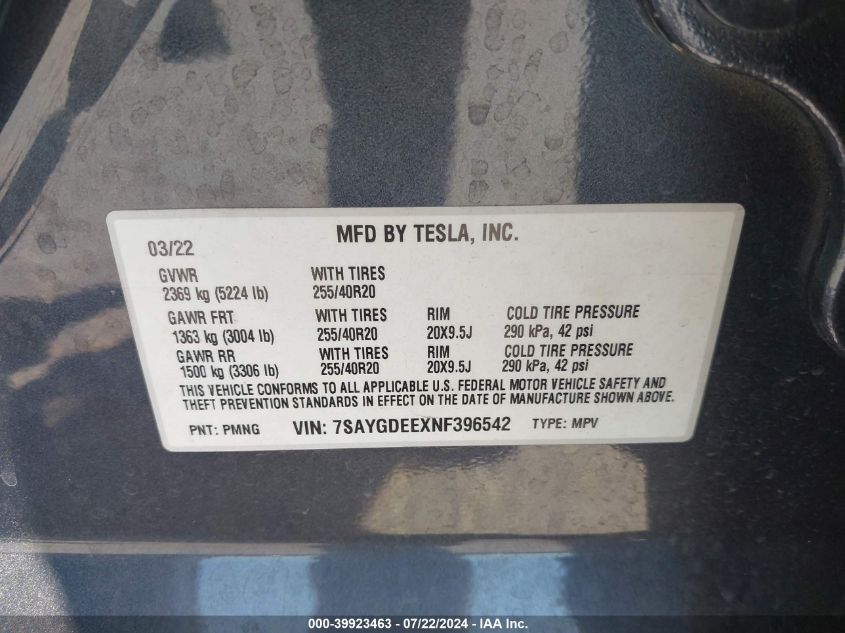 03/22 MFD BY TESLA, INC.
GVWR WITH TIRES
2369 kg (5224 lb) 255/40R20
GAWR FRT WITH TIRES RIM COLD TIRE PRESSURE
1363 kg (3004 lb) 255/40R20 20X9.5J 290 kPa, 42 psi
GAWR RR WITH TIRES RIM COLD TIRE PRESSURE
1500 kg (3306 lb) 255/40R20 20X9.5J 290 kPa, 42 psi
THIS VEHICLE CONFORMS TO ALL APPLICABLE U.S. FEDERAL MOTOR VEHICLE SAFETY AND
THEFT PREVENTION STANDARDS IN EFFECT ON THE DATE OF MANUFACTURE SHOWN ABOVE.
PNT: PMNG VIN: 7SAYGDEEXNF396542 TYPE: MPV
000-39923463 - 07/22/2024 - www.iaai.com